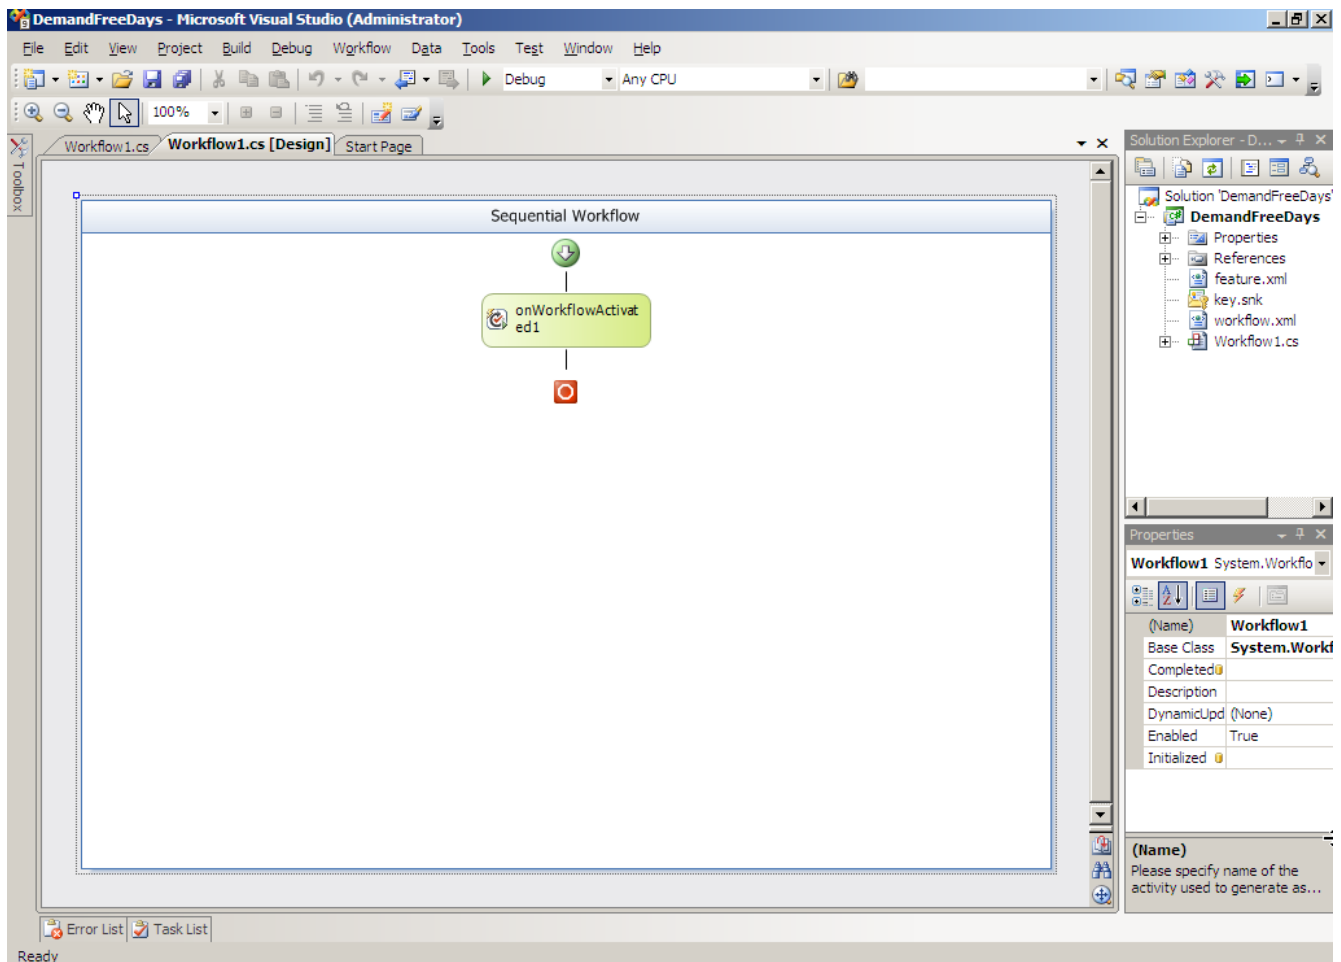 DemandFreeDays - Microsoft Visual Studio (Administrator)
File Edit View Project Build Debug Workflow Data Tools Test Window Help
Debug Any CPU
100%
Workflow1.cs Workflow1.cs [Design] Start Page
Toolbox
Sequential Workflow
onWorkflowActivat
ed1
Solution Explorer - D...
Solution 'DemandFreeDays'
DemandFreeDays
Properties
References
feature.xml
key.snk
workflow.xml
Workflow1.cs
Properties
Workflow1 System.Workflo
(Name) Workflow1
Base Class System.Workf
Completed
Description
DynamicUpd (None)
Enabled True
Initialized
(Name)
Please specify name of the
activity used to generate as...
Error List Task List
Ready